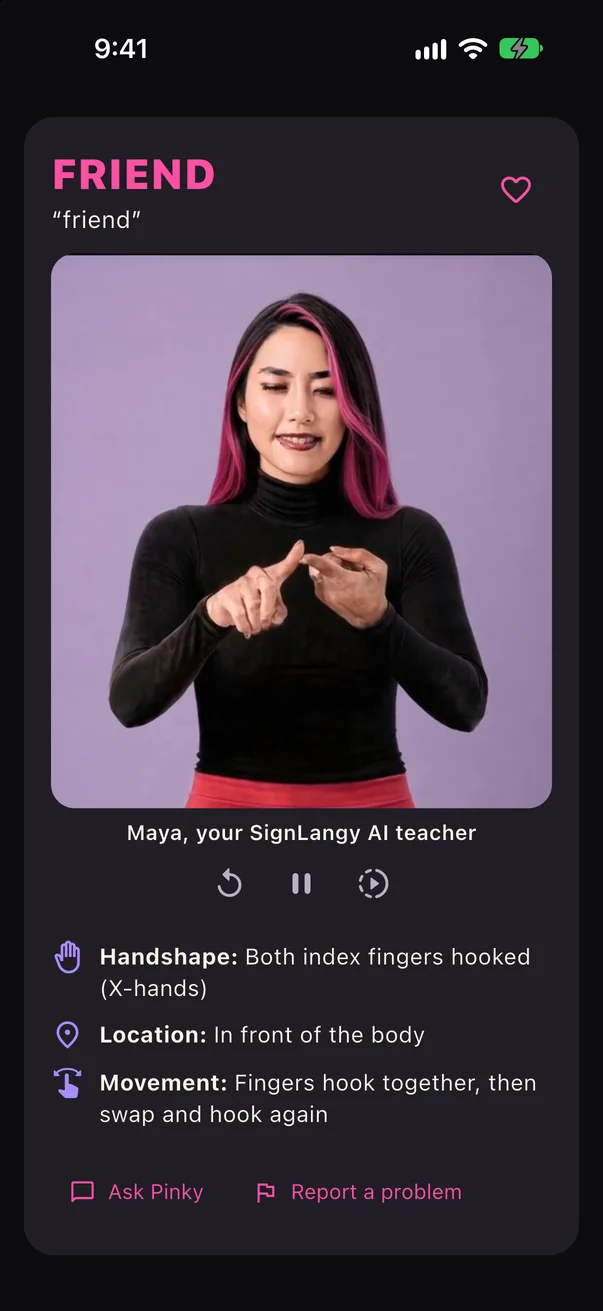 9:41
FRIEND
“friend”
Maya, your SignLangy AI teacher
Handshape: Both index fingers hooked
(X-hands)
Location: In front of the body
Movement: Fingers hook together, then
swap and hook again
Ask Pinky
Report a problem